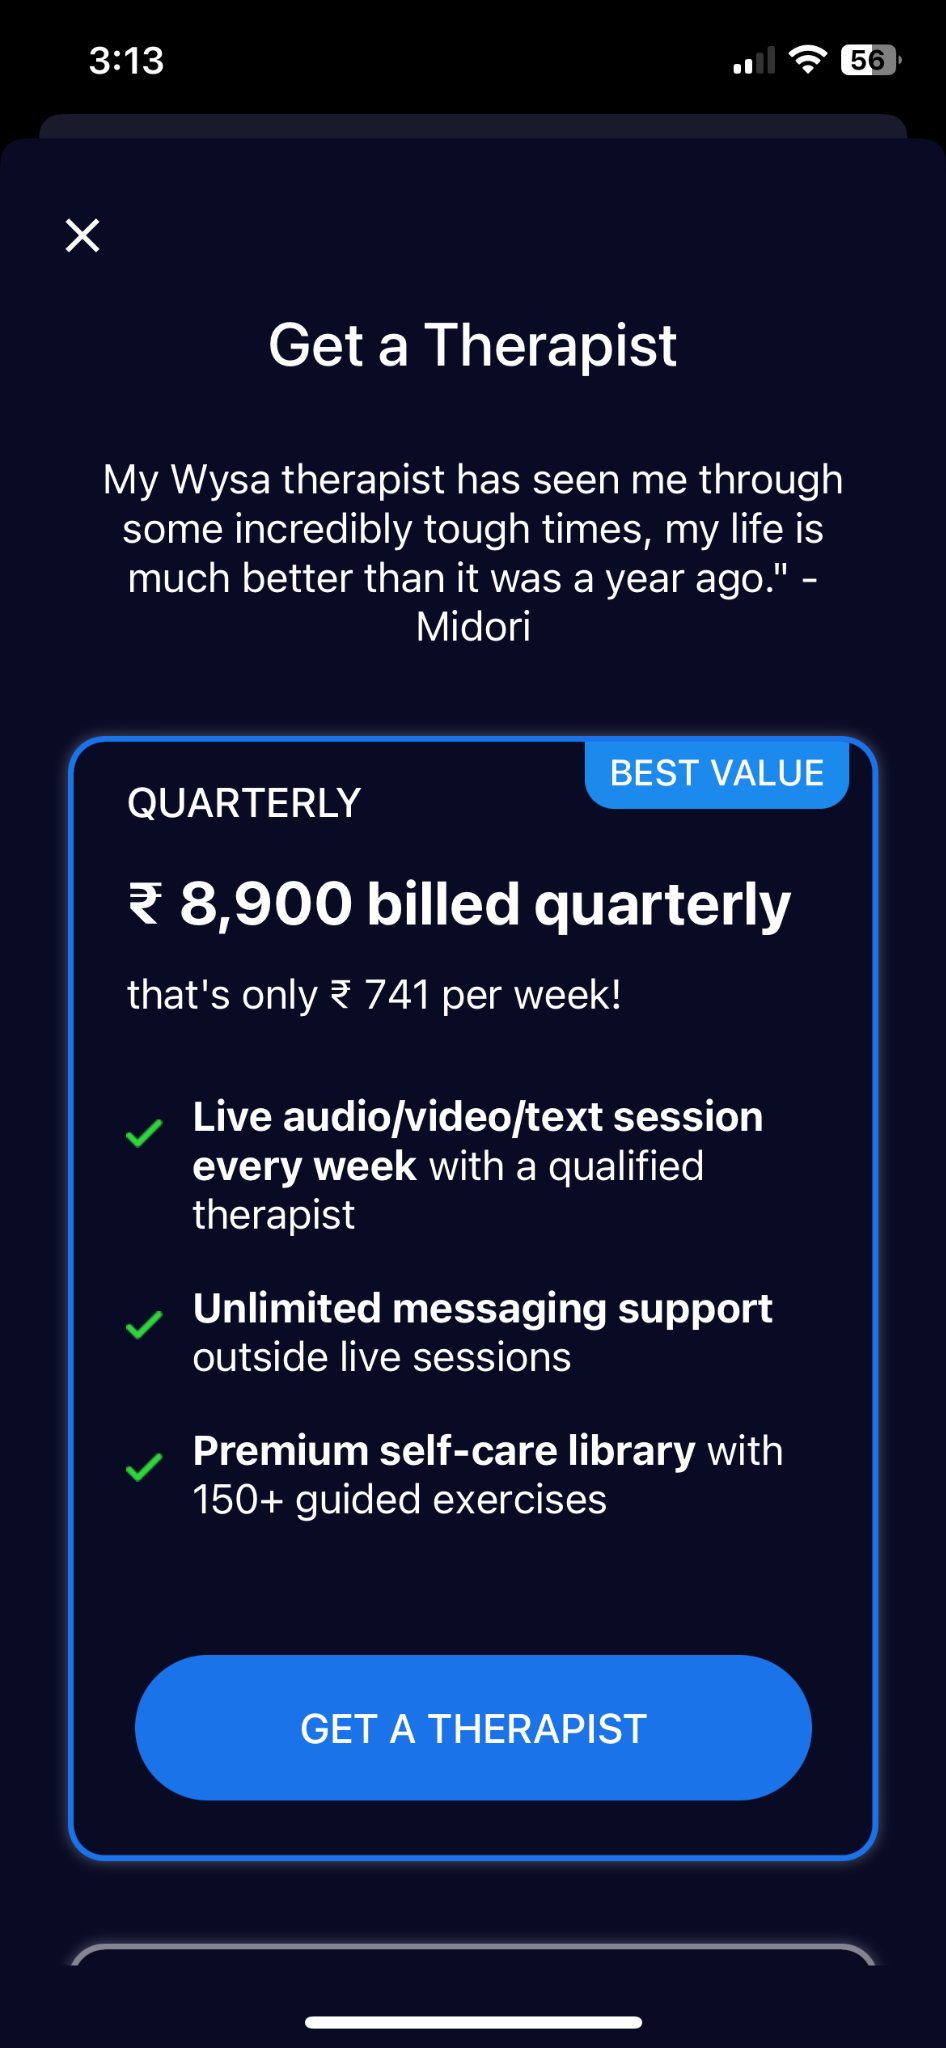 3:13
56
Get a Therapist
My Wysa therapist has seen me through
some incredibly tough times, my life is
much better than it was a year ago." -
Midori
BEST VALUE
QUARTERLY
₹ 8,900 billed quarterly
that's only ₹ 741 per week!
Live audio/video/text session
every week with a qualified
therapist
Unlimited messaging support
outside live sessions
Premium self-care library with
150+ guided exercises
GET A THERAPIST